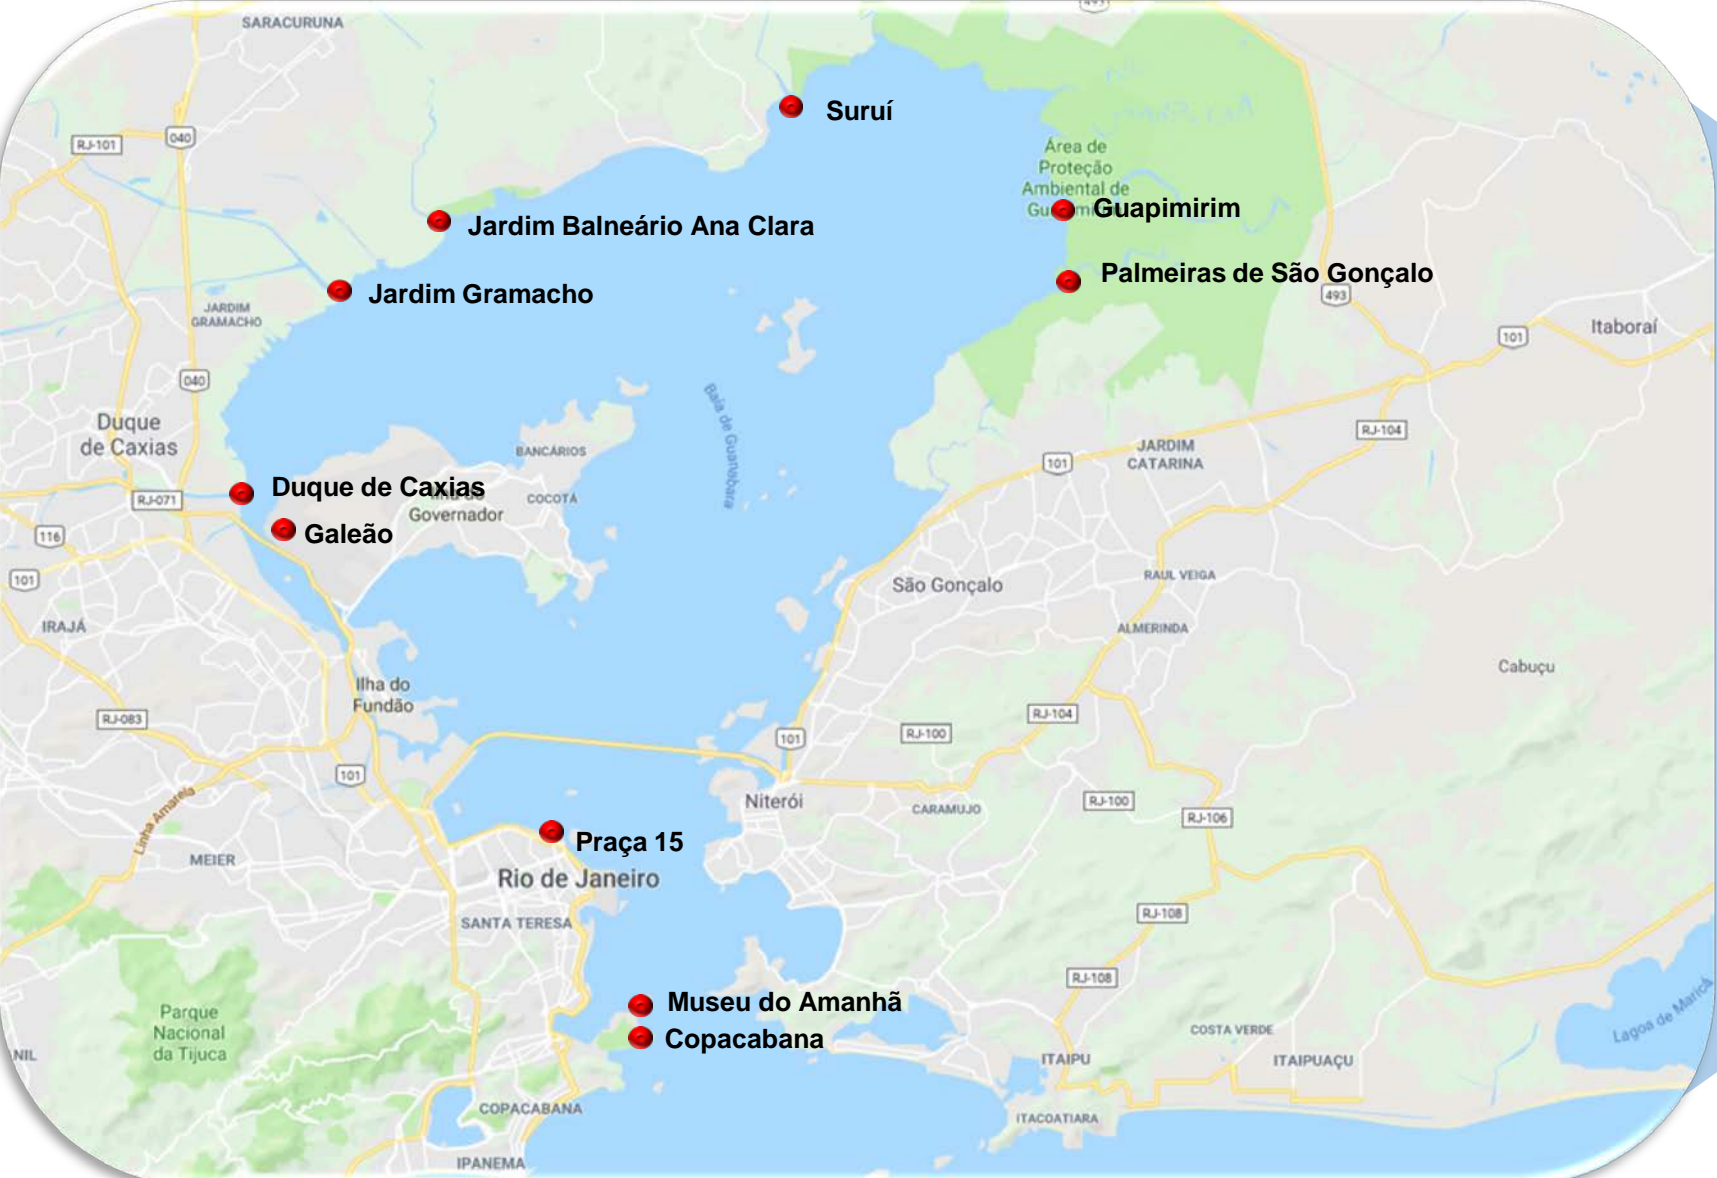 493
SARACURUNA
Suruí
RJ-101
040
Área de
Proteção
Ambiental de
Guapimirim
Jardim Balneário Ana Clara
Palmeiras de São Gonçalo
Jardim Gramacho
JARDIM
GRAMACHO
493
Itaboraí
101
040
Baía de Guanabara
Duque
de Caxias
RJ-104
BANCÁRIOS
JARDIM
CATARINA
101
Duque de Caxias
RJ-071
COCOTÁ
Governador
Galeão
116
101
São Gonçalo
RAUL VEIGA
IRAJÁ
ALMERINDA
Cabuçu
Ilha do
Fundão
RJ-083
RJ-104
RJ-100
101
101
Linha Amarela
Niterói
CARAMUJO
RJ-100
RJ-106
Praça 15
MEIER
Rio de Janeiro
SANTA TERESA
RJ-108
RJ-108
Museu do Amanhã
Parque
Nacional
da Tijuca
Copacabana
COSTA VERDE
Lagoa de Maricá
NIL
ITAIPU
ITAIPUAÇU
COPACABANA
ITACOATIARA
IPANEMA